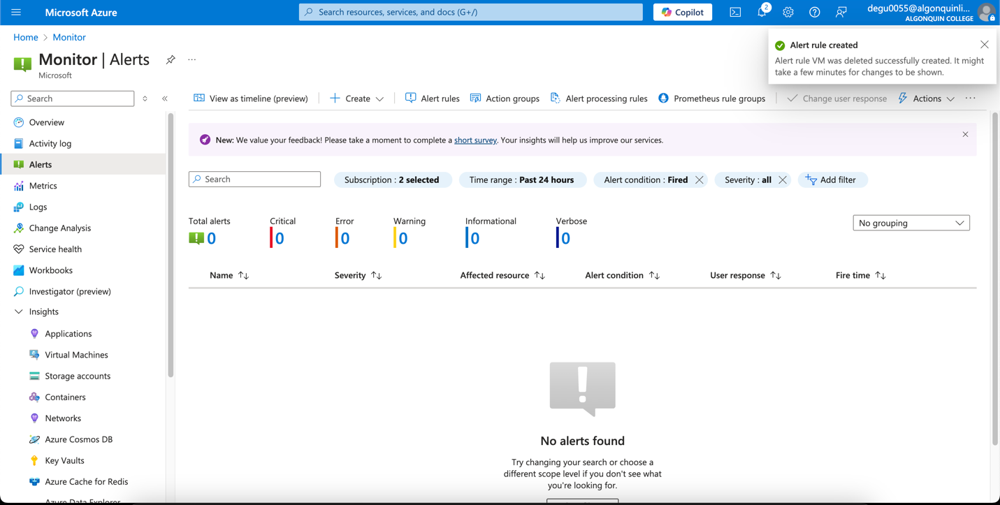 Microsoft Azure
Search resources, services, and docs (G+/)
Copilot
2
degu0055@algonquinli...
ALGONQUIN COLLEGE
Home > Monitor
Alert rule created
Alert rule VM was deleted successfully created. It might
take a few minutes for changes to be shown.
Monitor | Alerts
...
Microsoft
Search
View as timeline (preview)
Create
Alert rules
Action groups
Alert processing rules
Prometheus rule groups
Change user response
Actions
...
Overview
Activity log
Alerts
Metrics
Logs
Change Analysis
Service health
Workbooks
Investigator (preview)
Insights
Applications
Virtual Machines
Storage accounts
Containers
Networks
Azure Cosmos DB
Key Vaults
Azure Cache for Redis
Azure Data Explorer
New: We value your feedback! Please take a moment to complete a short survey. Your insights will help us improve our services.
Search
Subscription : 2 selected
Time range : Past 24 hours
Alert condition : Fired
Severity : all
Add filter
Total alerts
0
Critical
0
Error
0
Warning
0
Informational
0
Verbose
0
No grouping
Name
Severity
Affected resource
Alert condition
User response
Fire time
No alerts found
Try changing your search or choose a
different scope level if you don't see what
you're looking for.